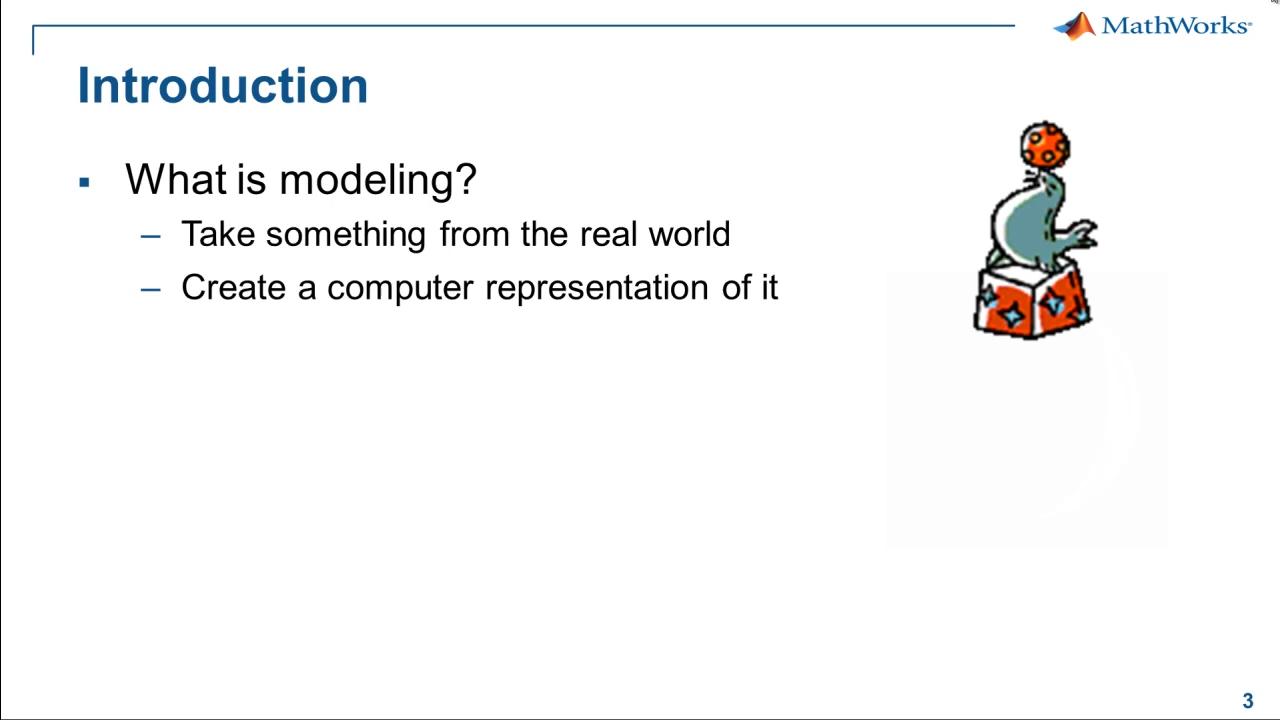 MathWorks®
Introduction
▪ What is modeling?
– Take something from the real world
– Create a computer representation of it
3